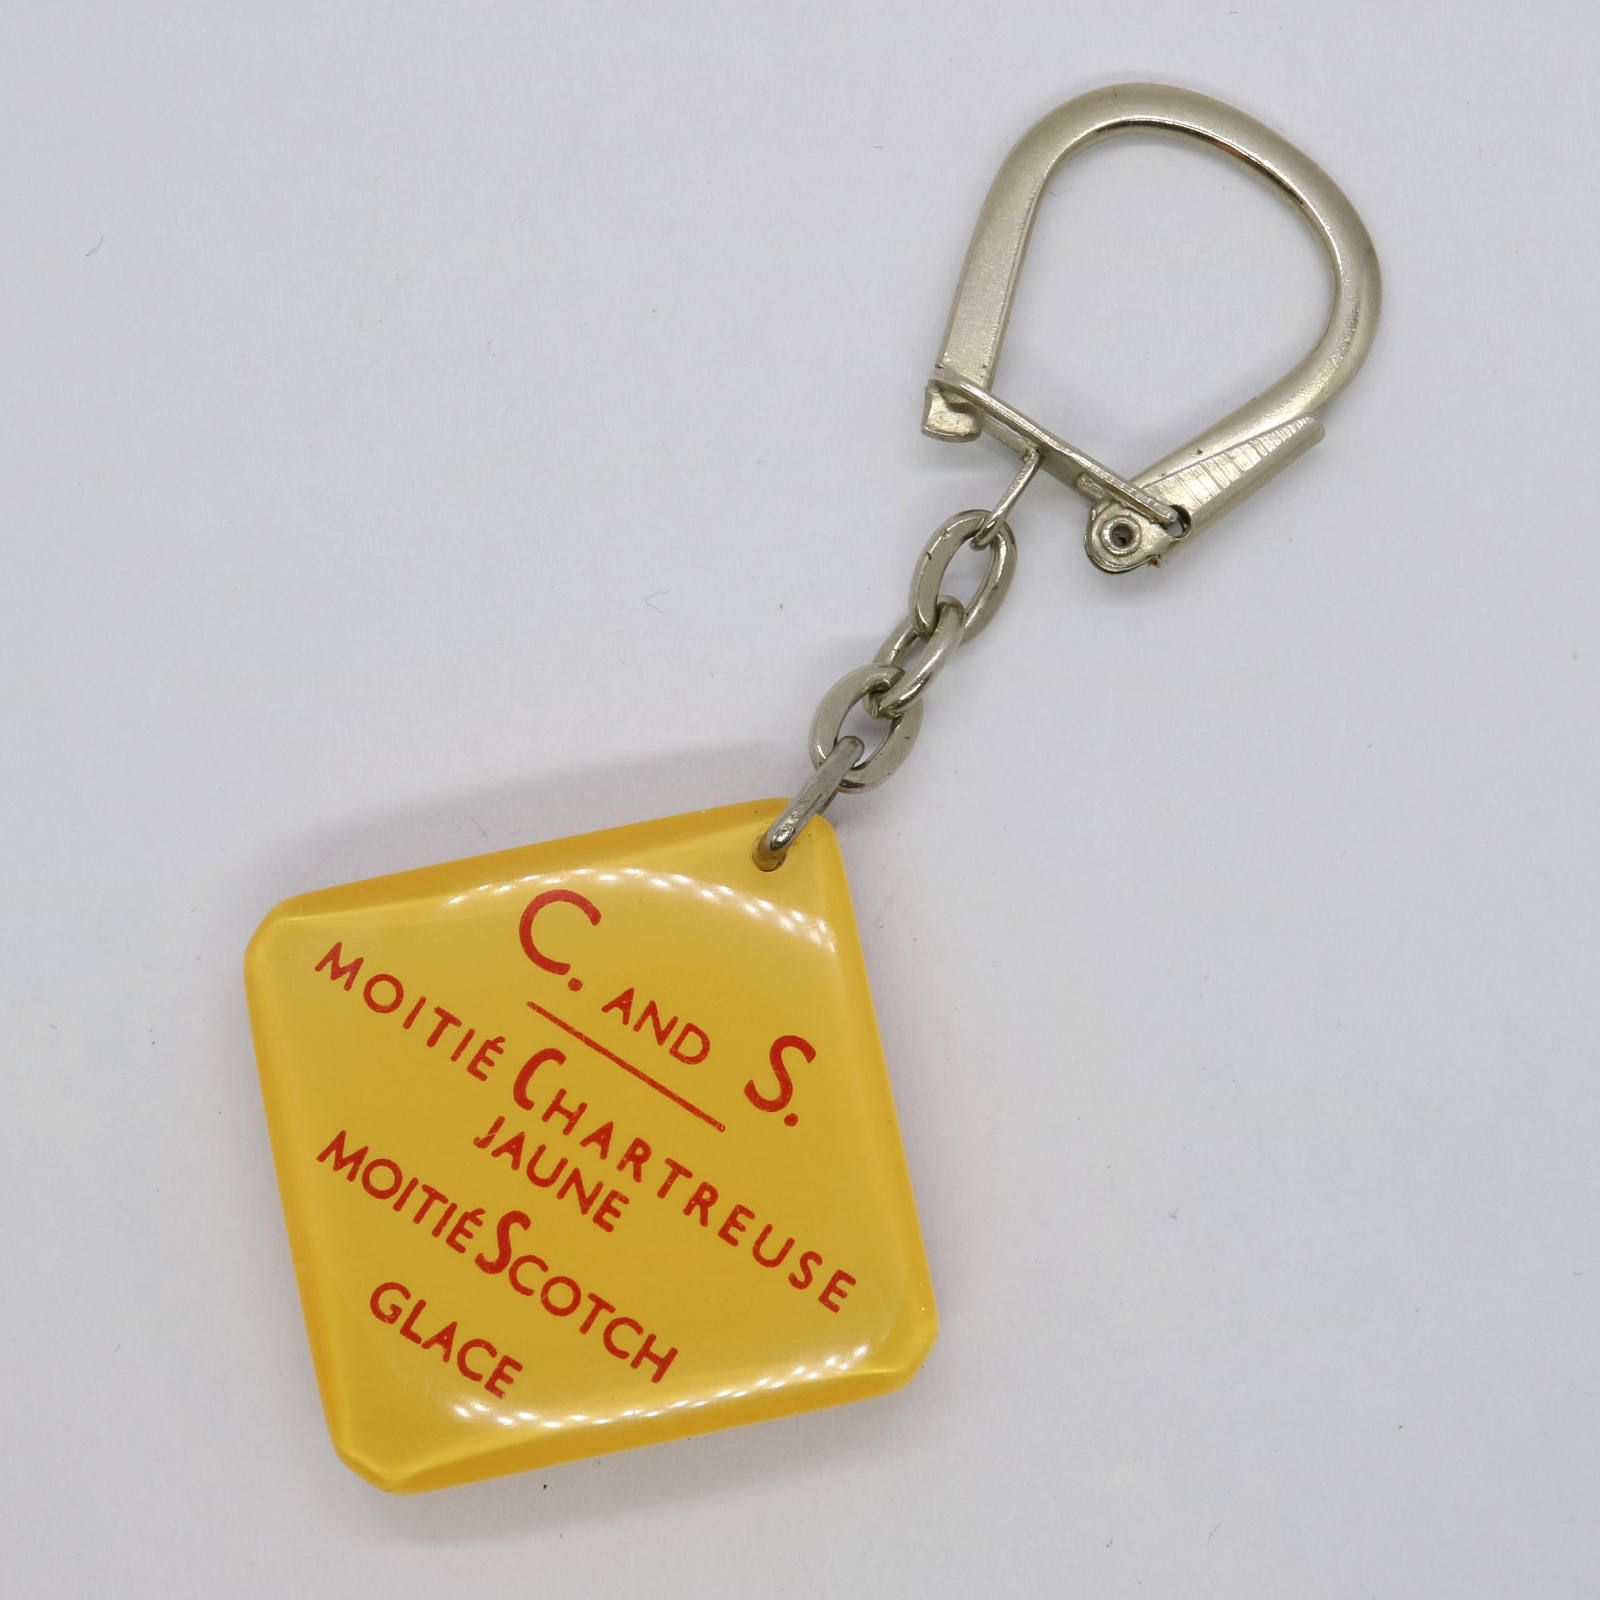 C. AND S.
MOITIÉ CHARTREUSE
JAUNE
MOITIÉ SCOTCH
GLACE